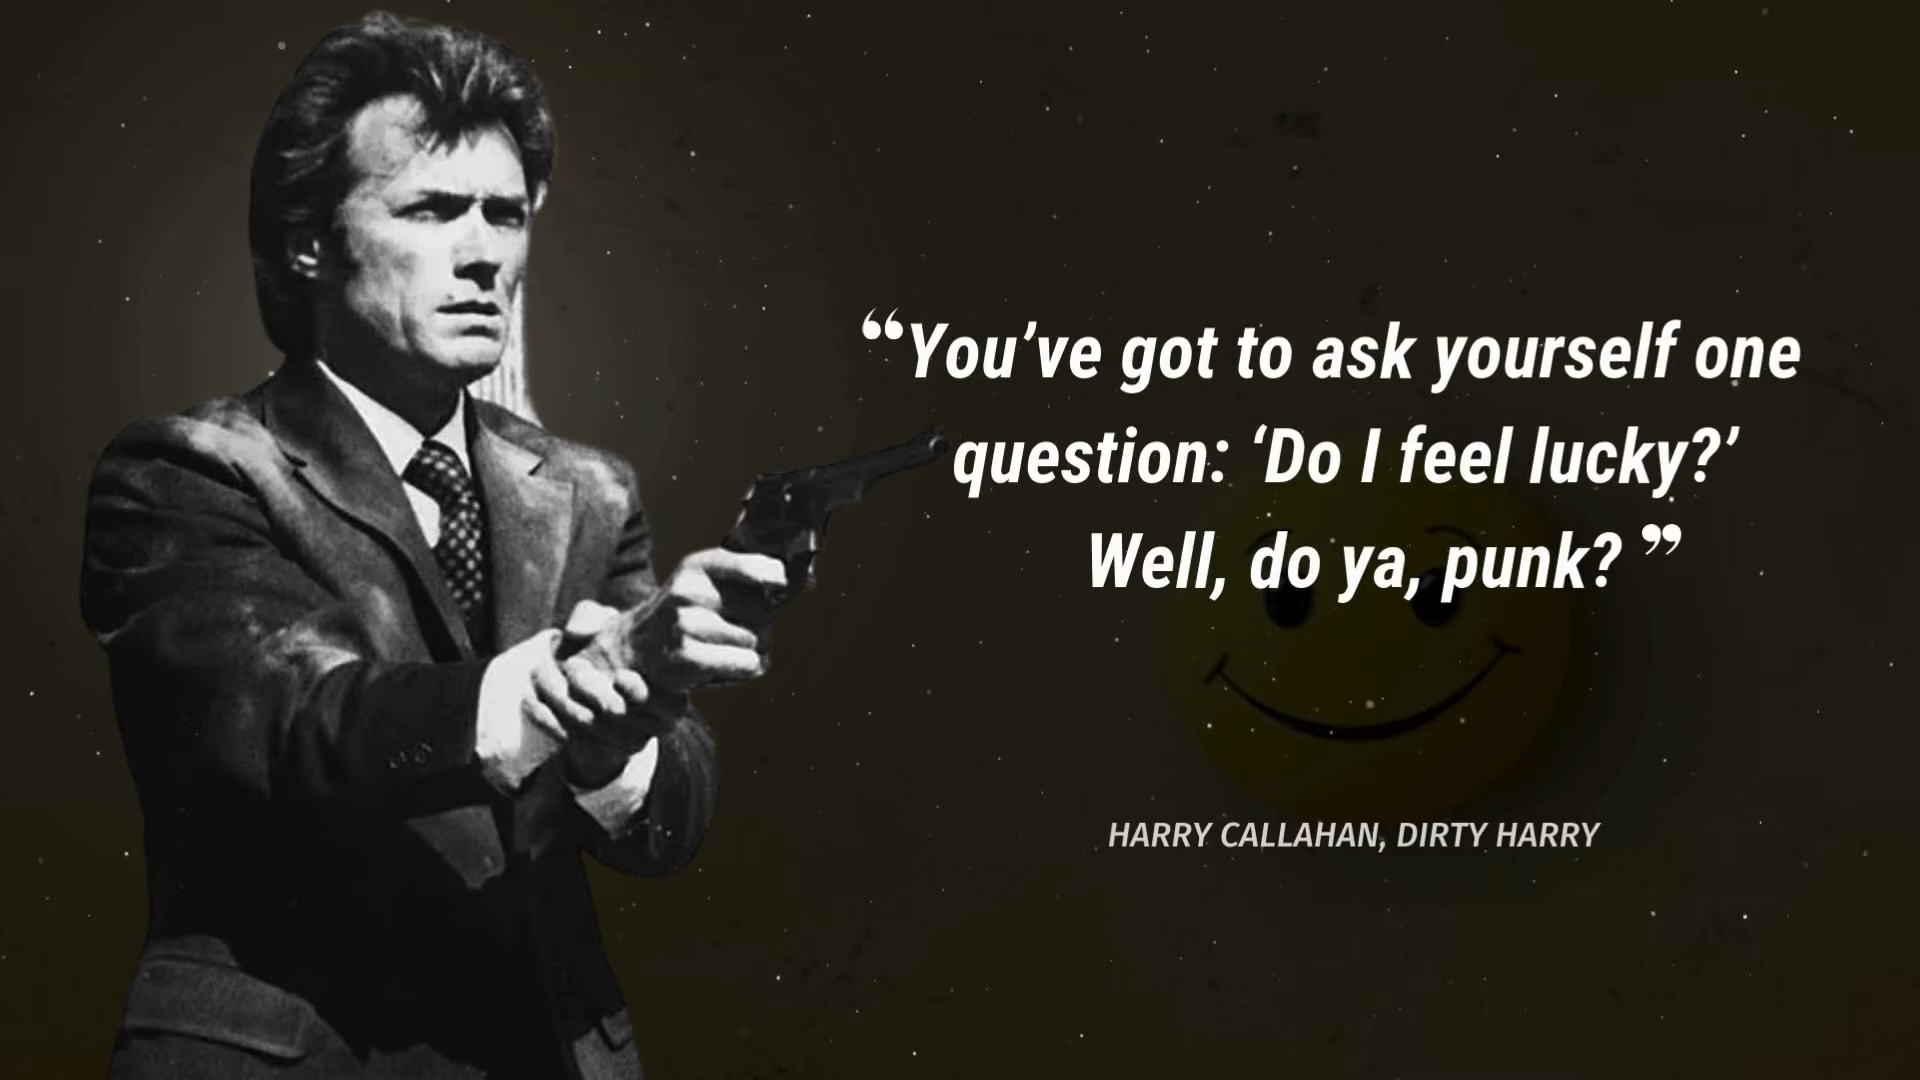 “You’ve got to ask yourself one
question: ‘Do I feel lucky?’
Well, do ya, punk? ”
HARRY CALLAHAN, DIRTY HARRY